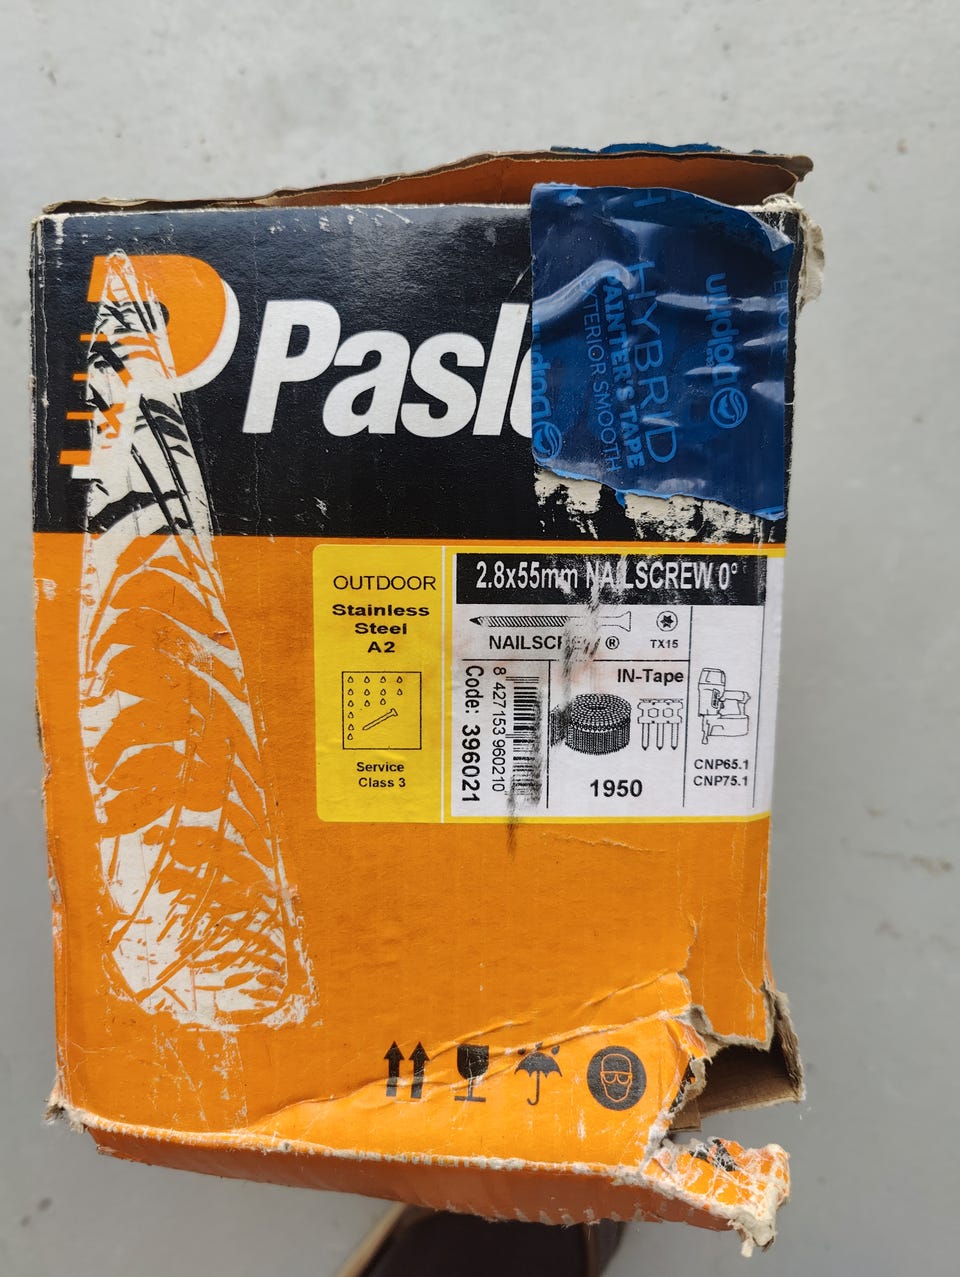 Pasl
HYBRID
PAINTER'S TAPE
EXTERIOR SMOOTH
OUTDOOR
Stainless
Steel
A2
Service
Class 3
2.8x55mm NAILSCREW 0°
NAILSCREW ®
TX15
Code: 396021
8 427153 960210
IN-Tape
1950
CNP65.1
CNP75.1